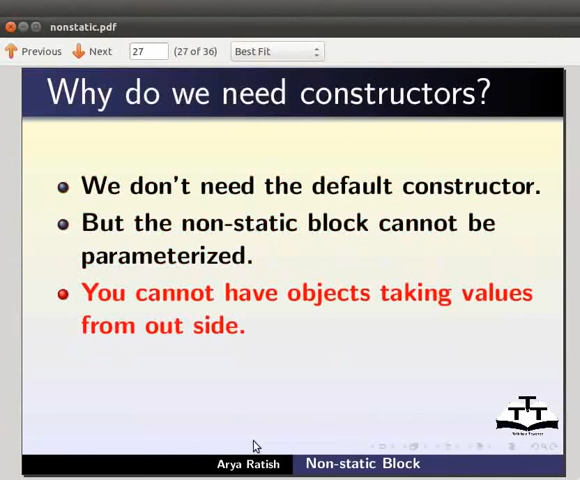 nonstatic.pdf
Previous Next 27 (27 of 36) Best Fit
Why do we need constructors?
We don't need the default constructor.
But the non-static block cannot be
parameterized.
You cannot have objects taking values
from out side.
TTT
Arya Ratish Non-static Block